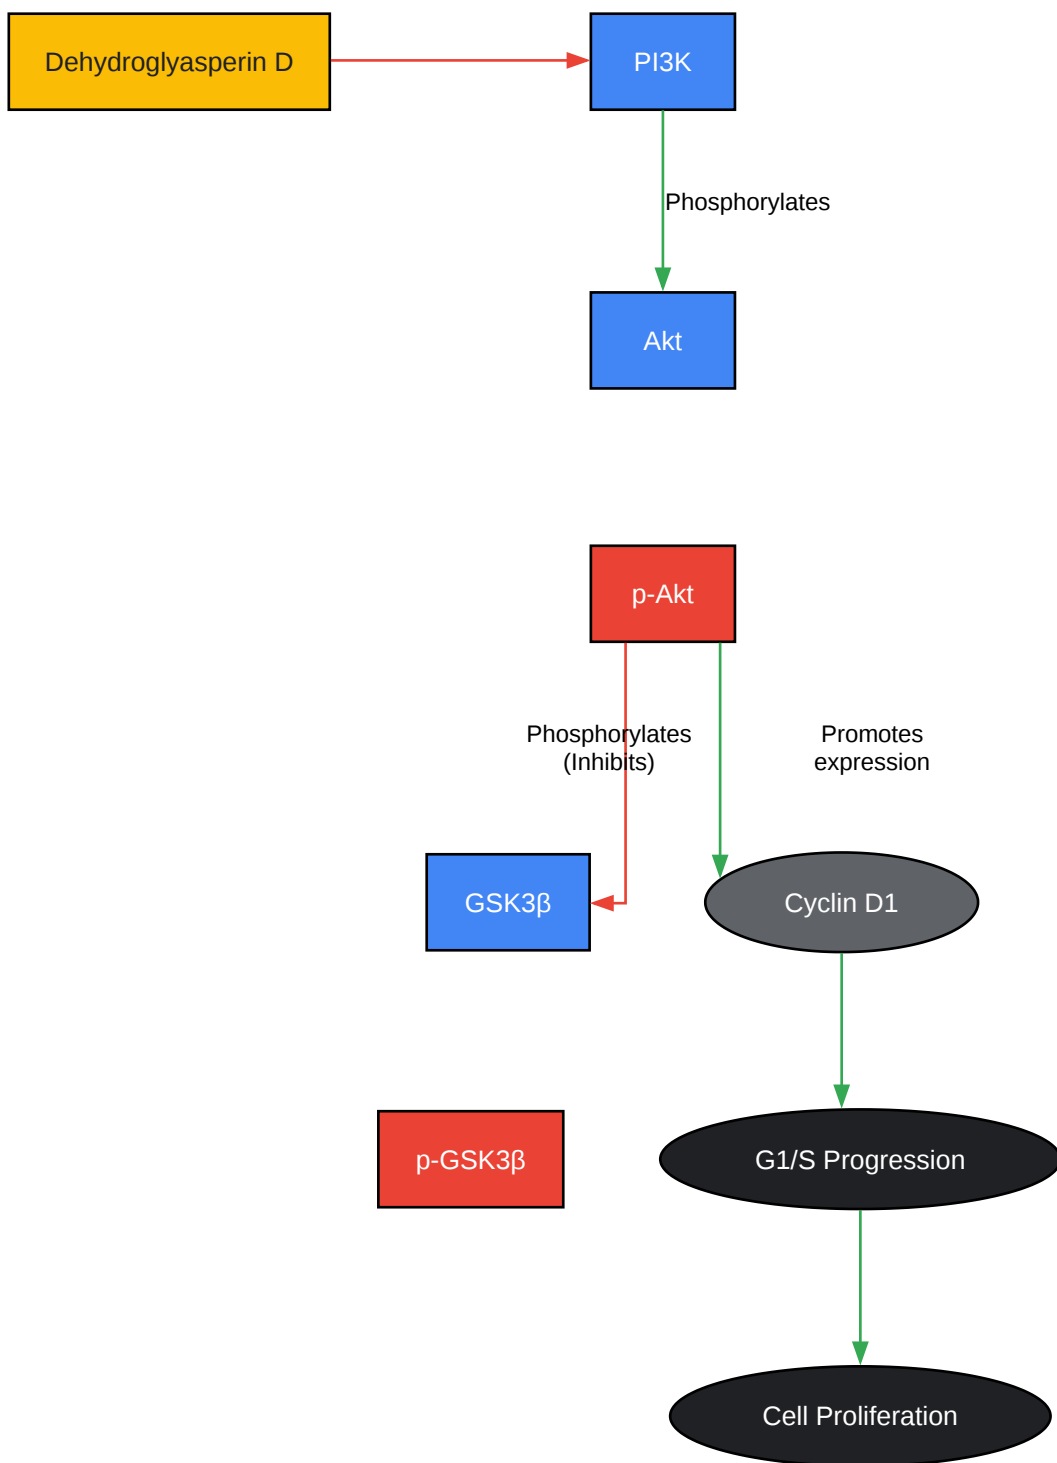 Dehydroglyasperin D
PI3K
Phosphorylates
Akt
p-Akt
Phosphorylates
(Inhibits)
Promotes
expression
GSK3β
Cyclin D1
p-GSK3β
G1/S Progression
Cell Proliferation